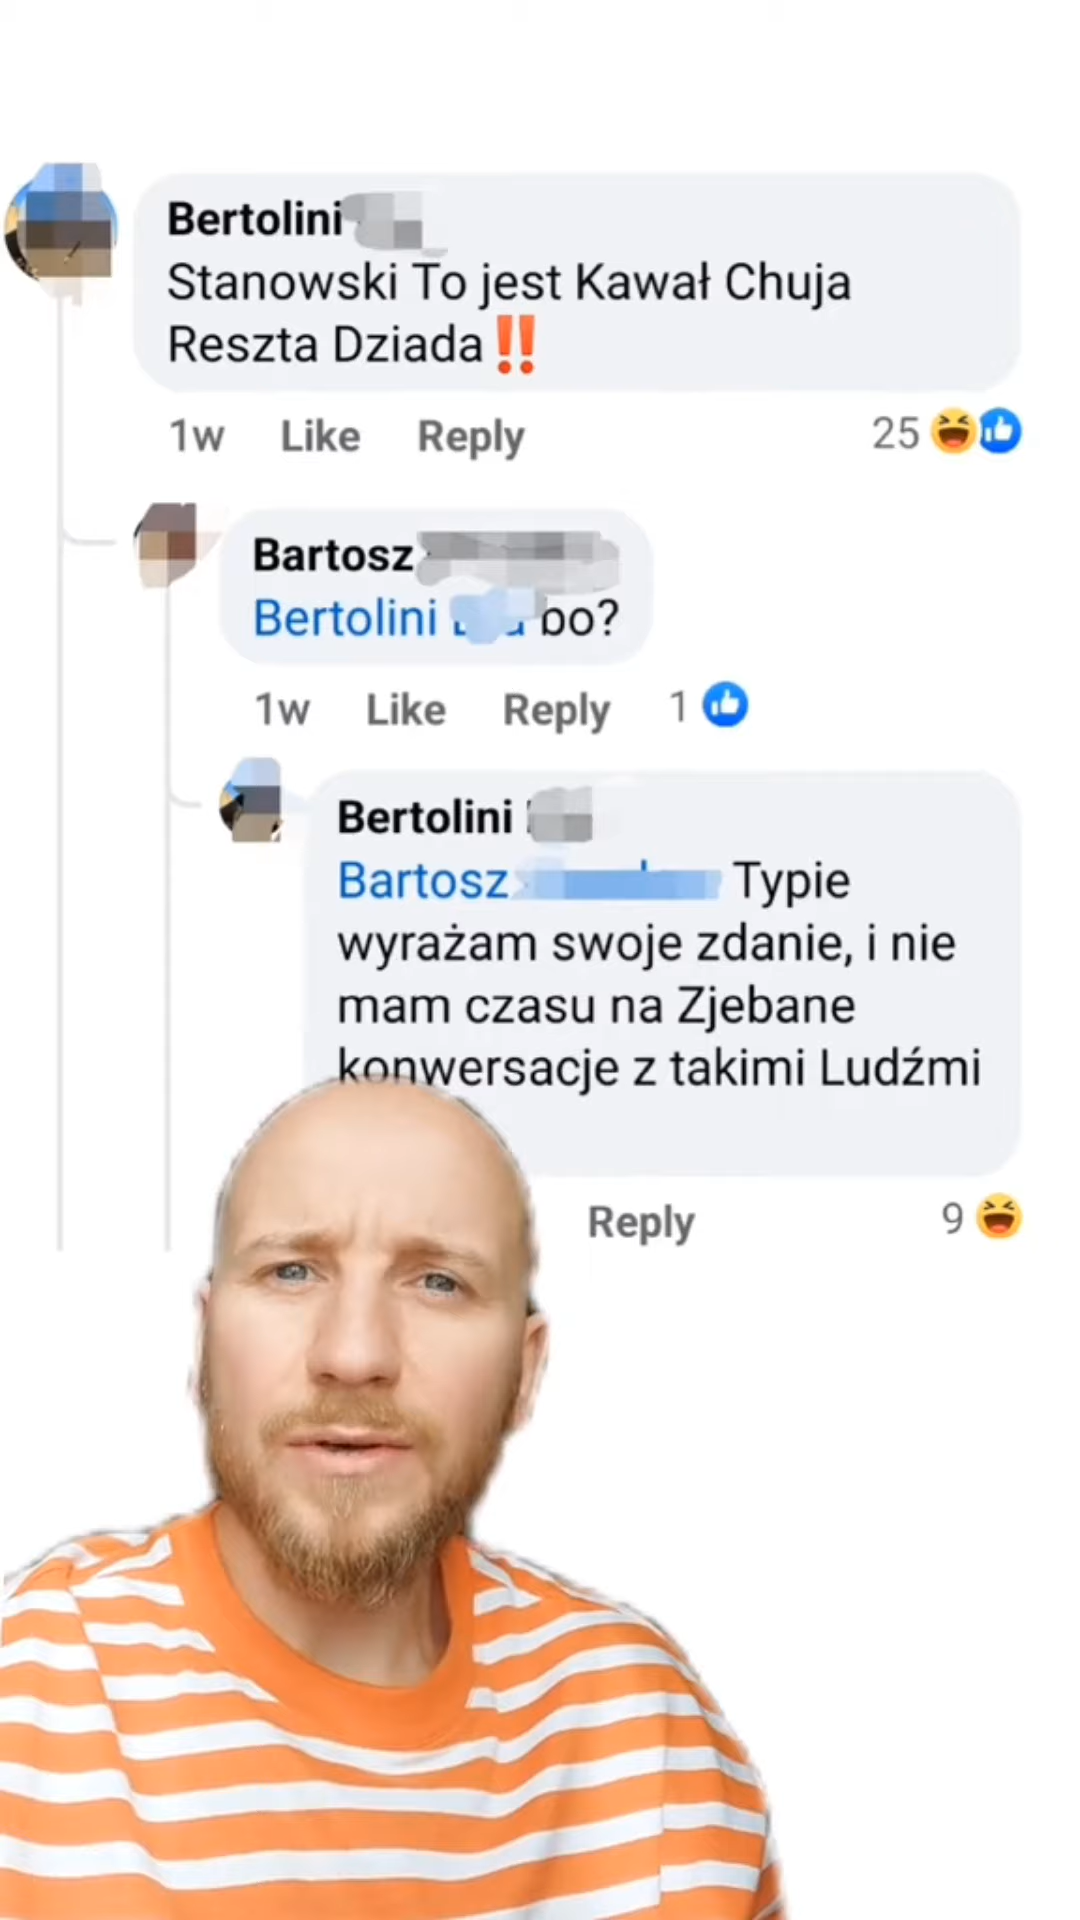 Bertolini
Stanowski To jest Kawał Chuja
Reszta Dziada‼️
1w Like Reply 25
Bartosz
Bertolini bo?
1w Like Reply 1
Bertolini
Bartosz Typie
wyrażam swoje zdanie, i nie
mam czasu na Zjebane
konwersacje z takimi Ludźmi
Reply 9